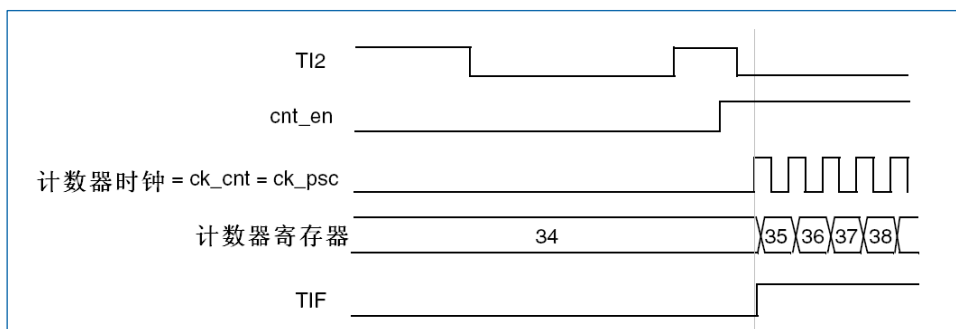 TI2
cnt_en
计数器时钟 = ck_cnt = ck_psc
计数器寄存器 34 35 36 37 38
TIF